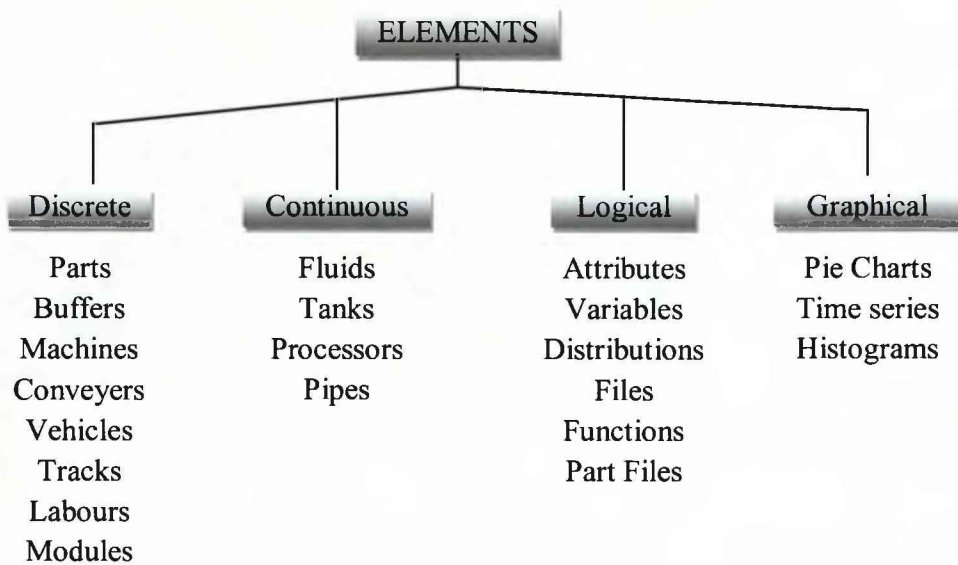 ELEMENTS
Discrete
Parts
Buffers
Machines
Conveyers
Vehicles
Tracks
Labours
Modules
Continuous
Fluids
Tanks
Processors
Pipes
Logical
Attributes
Variables
Distributions
Files
Functions
Part Files
Graphical
Pie Charts
Time series
Histograms